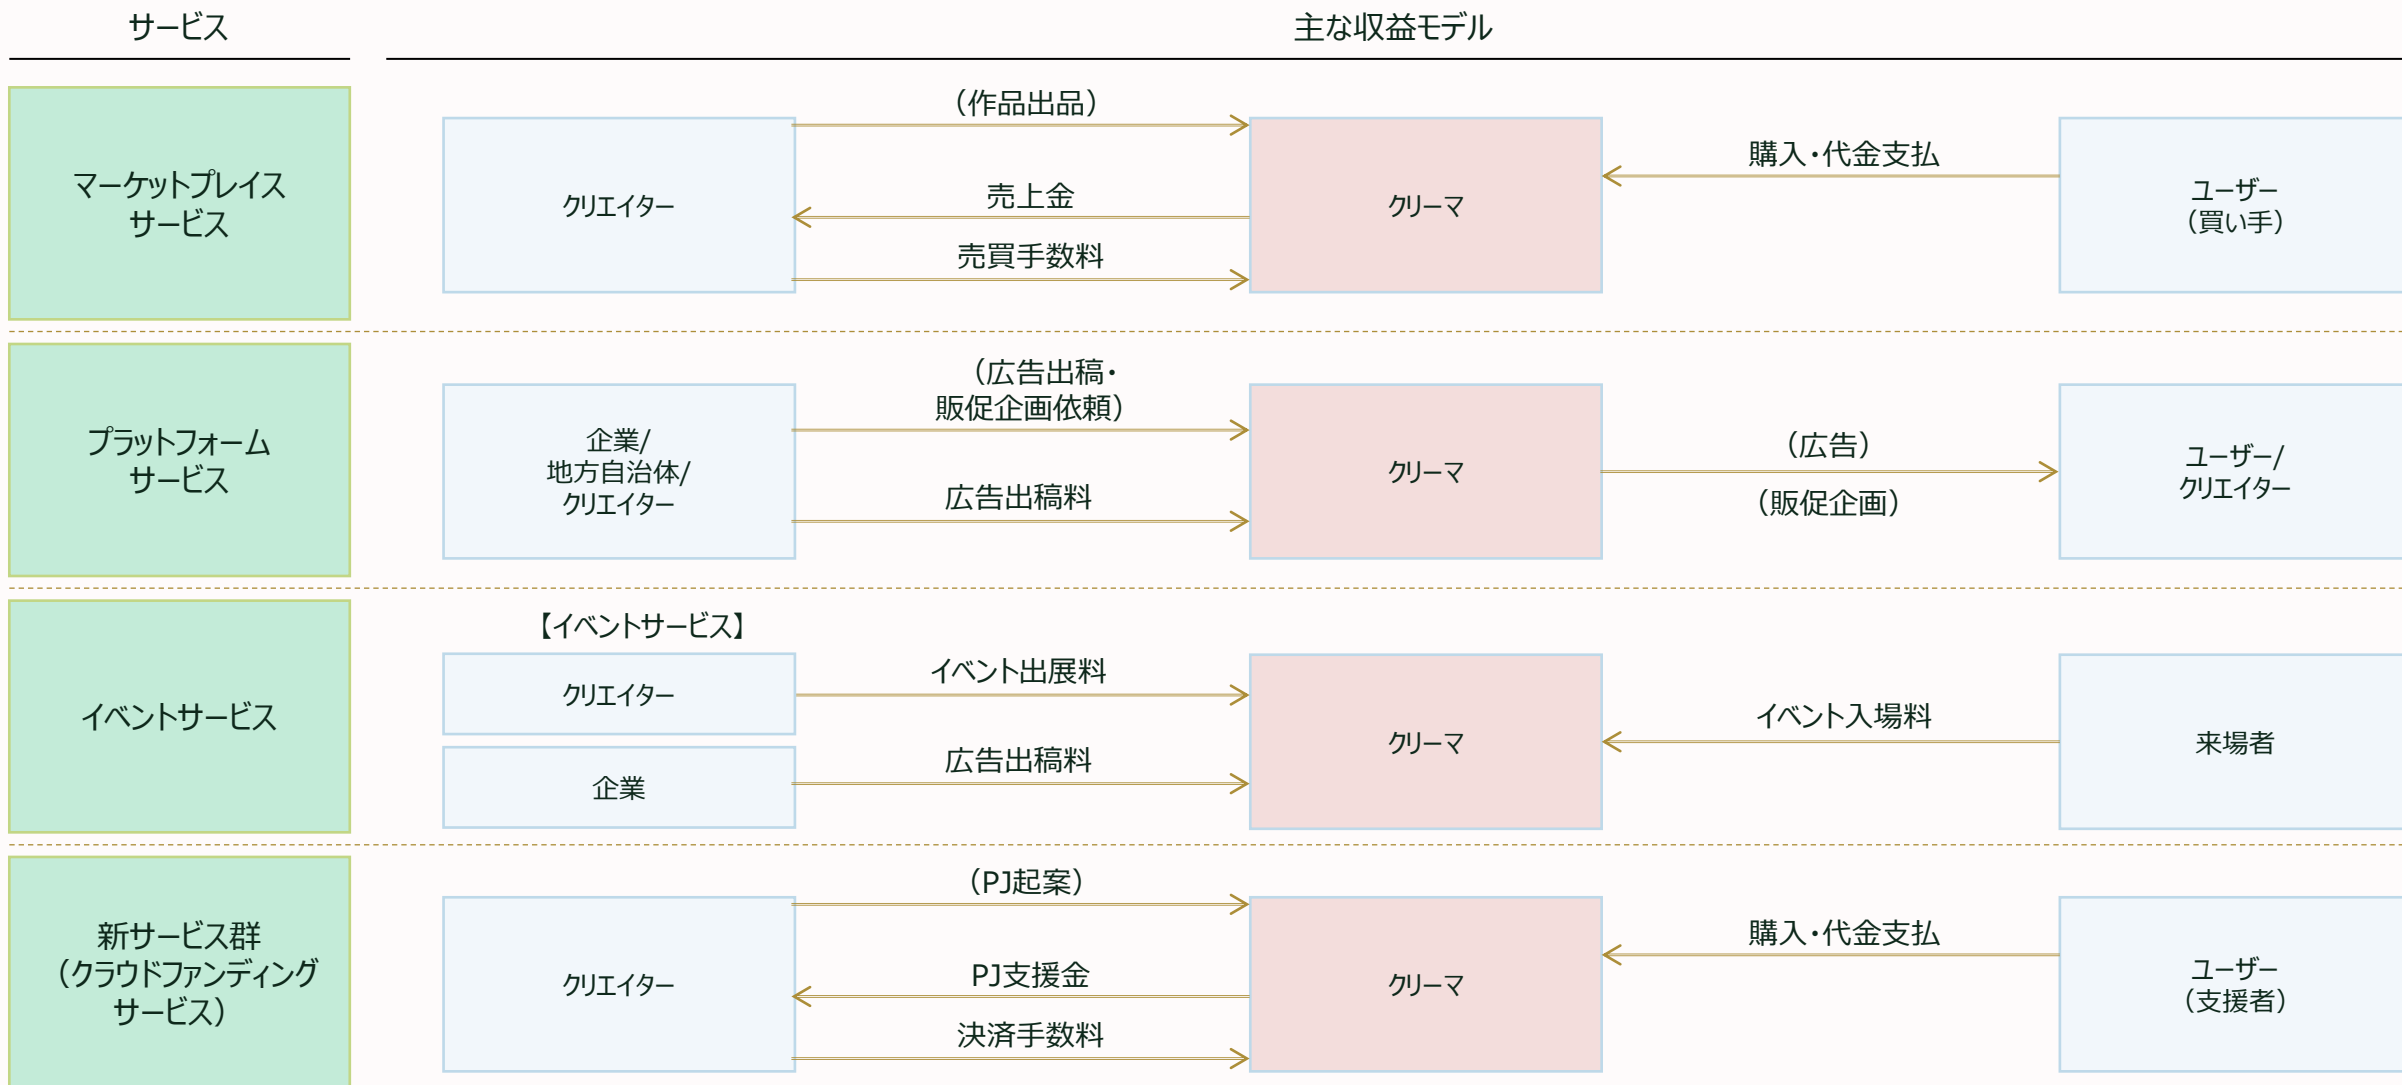 サービス
主な収益モデル
マーケットプレイス
サービス
クリエイター
（作品出品）
売上金
売買手数料
クリーマ
購入・代金支払
ユーザー
（買い手）
プラットフォーム
サービス
企業/
地方自治体/
クリエイター
（広告出稿・
販促企画依頼）
広告出稿料
クリーマ
（広告）
（販促企画）
ユーザー/
クリエイター
イベントサービス
【イベントサービス】
クリエイター
企業
イベント出展料
広告出稿料
クリーマ
イベント入場料
来場者
新サービス群
（クラウドファンディング
サービス）
クリエイター
（PJ起案）
PJ支援金
決済手数料
クリーマ
購入・代金支払
ユーザー
（支援者）